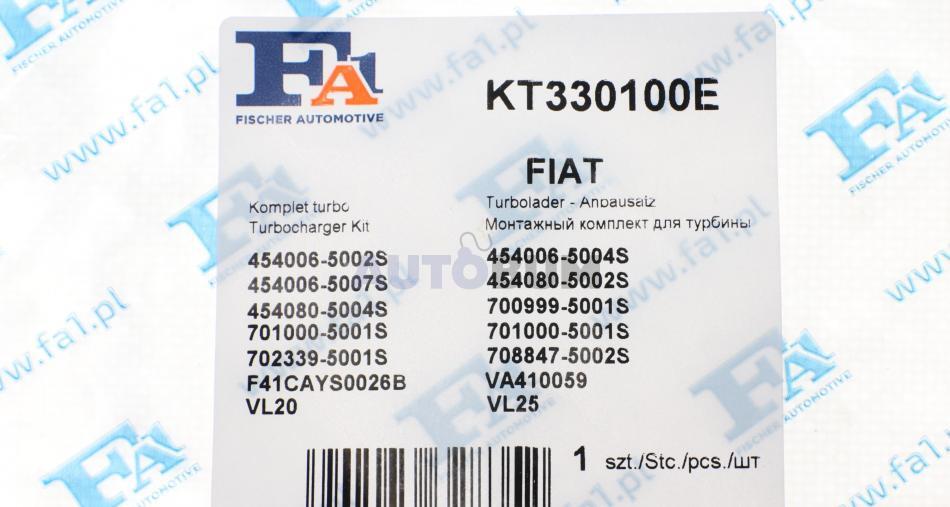 FA1
FISCHER AUTOMOTIVE
KT330100E
FIAT
Komplet turbo
Turbocharger Kit
Turbolader - Anbausatz
Монтажный комплект для турбины
454006-5002S
454006-5007S
454080-5004S
701000-5001S
702339-5001S
F41CAYS0026B
VL20
454006-5004S
454080-5002S
700999-5001S
701000-5001S
708847-5002S
VA410059
VL25
1 szt./Stc./pcs./шт
www.fa1.pl